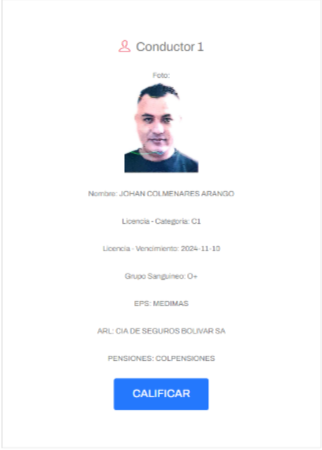 Conductor 1
Foto:
Nombre: JOHAN COLMENARES ARANGO
Licencia - Categoria: C1
Licencia - Vencimiento: 2024-11-10
Grupo Sanguineo: O+
EPS: MEDIMAS
ARL: CIA DE SEGUROS BOLIVAR SA
PENSIONES: COLPENSIONES
CALIFICAR